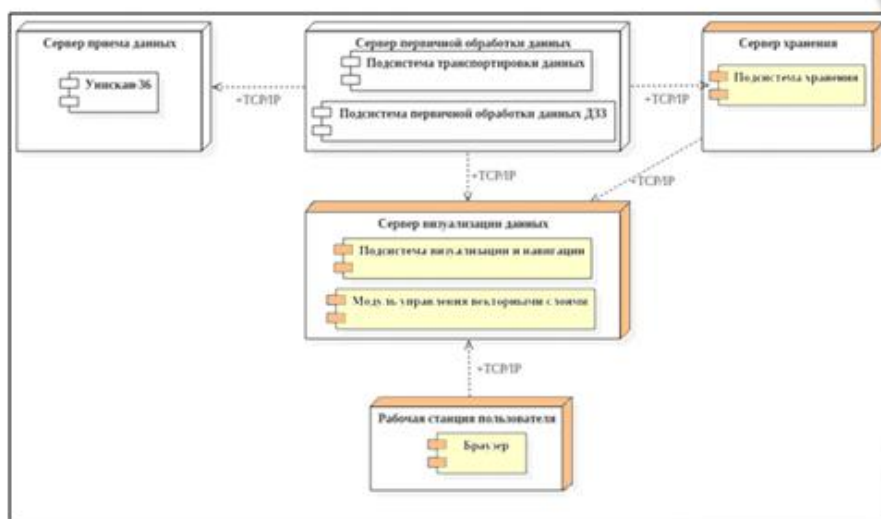 Сервер приема данных
Унискан-36
+TCP/IP
Сервер первичной обработки данных
Подсистема транспортировки данных
Подсистема первичной обработки данных ДЗЗ
+TCP/IP
Сервер хранения
Подсистема хранения
+TCP/IP
+TCP/IP
Сервер визуализации данных
Подсистема визуализации и навигации
Модуль управления векторными слоями
+TCP/IP
Рабочая станция пользователя
Браузер